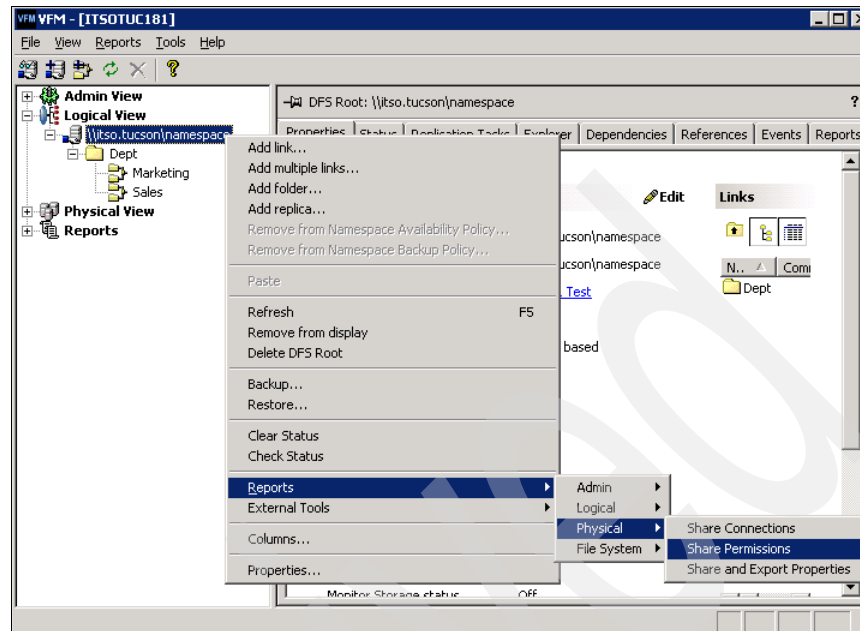 VFM VFM - [ITSOTUC181]
File View Reports Tools Help
Admin View
Logical View
\\itso.tucson\namespace
Dept
Marketing
Sales
Physical View
Reports
DFS Root: \\itso.tucson\namespace ?
Properties Status Replication Tasks Explorer Dependencies References Events Reports
Edit Links
ucson\namespace
ucson\namespace
N.. Com
Test
Dept
based
Add link...
Add multiple links...
Add folder...
Add replica...
Remove from Namespace Availability Policy...
Remove from Namespace Backup Policy...
Paste
Refresh F5
Remove from display
Delete DFS Root
Backup...
Restore...
Clear Status
Check Status
Reports
External Tools
Columns...
Properties...
Admin
Logical
Physical
File System
Share Connections
Share Permissions
Share and Export Properties
Monitor Storage status Off